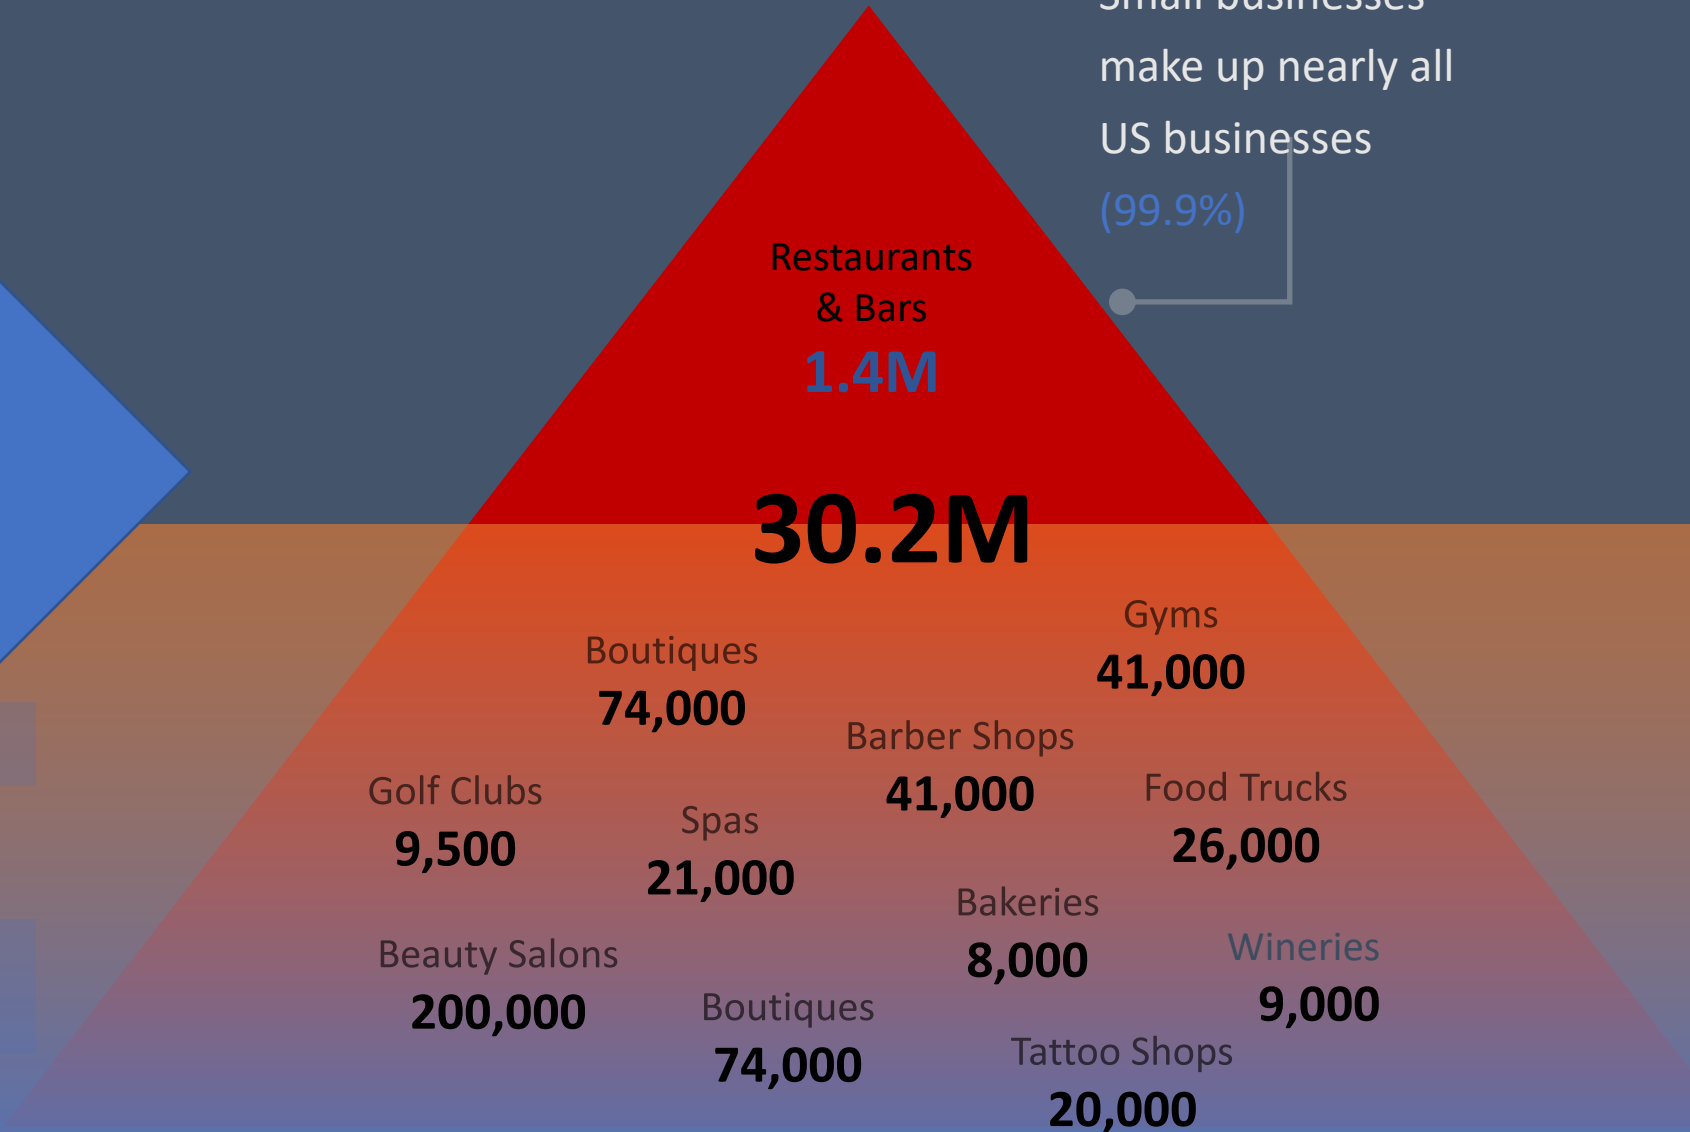 Small businesses
make up nearly all
US businesses
(99.9%)
Restaurants
& Bars
1.4M
30.2M
Gyms
41,000
Boutiques
74,000
Barber Shops
41,000
Food Trucks
26,000
Golf Clubs
9,500
Spas
21,000
Bakeries
8,000
Wineries
9,000
Beauty Salons
200,000
Boutiques
74,000
Tattoo Shops
20,000